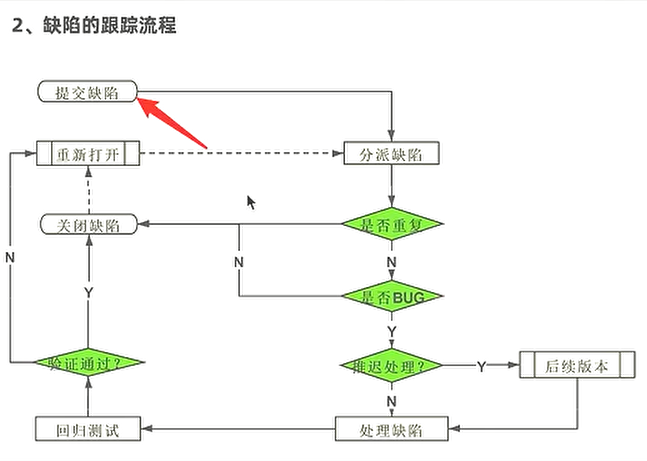 2、缺陷的跟踪流程
提交缺陷
重新打开
分派缺陷
关闭缺陷
是否重复
N
N
N
是否BUG
Y
Y
验证通过？
推迟处理？
Y
后续版本
N
回归测试
处理缺陷